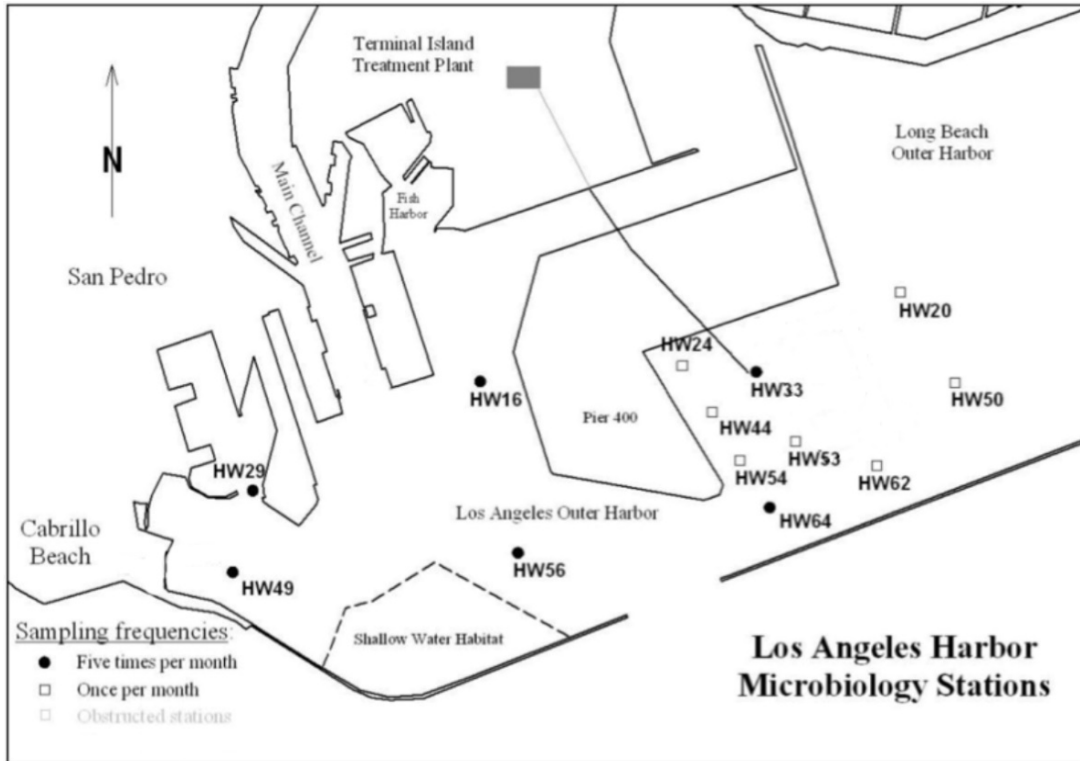 Terminal Island
Treatment Plant
Long Beach
Outer Harbor
N
Main Channel
Fish
Harbor
San Pedro
HW20
HW24
HW33
HW16
HW50
Pier 400
HW44
HW53
HW54
HW62
HW29
Los Angeles Outer Harbor
HW64
Cabrillo
Beach
HW56
HW49
Sampling frequencies:
Shallow Water Habitat
Five times per month
Once per month
Obstructed stations
Los Angeles Harbor
Microbiology Stations